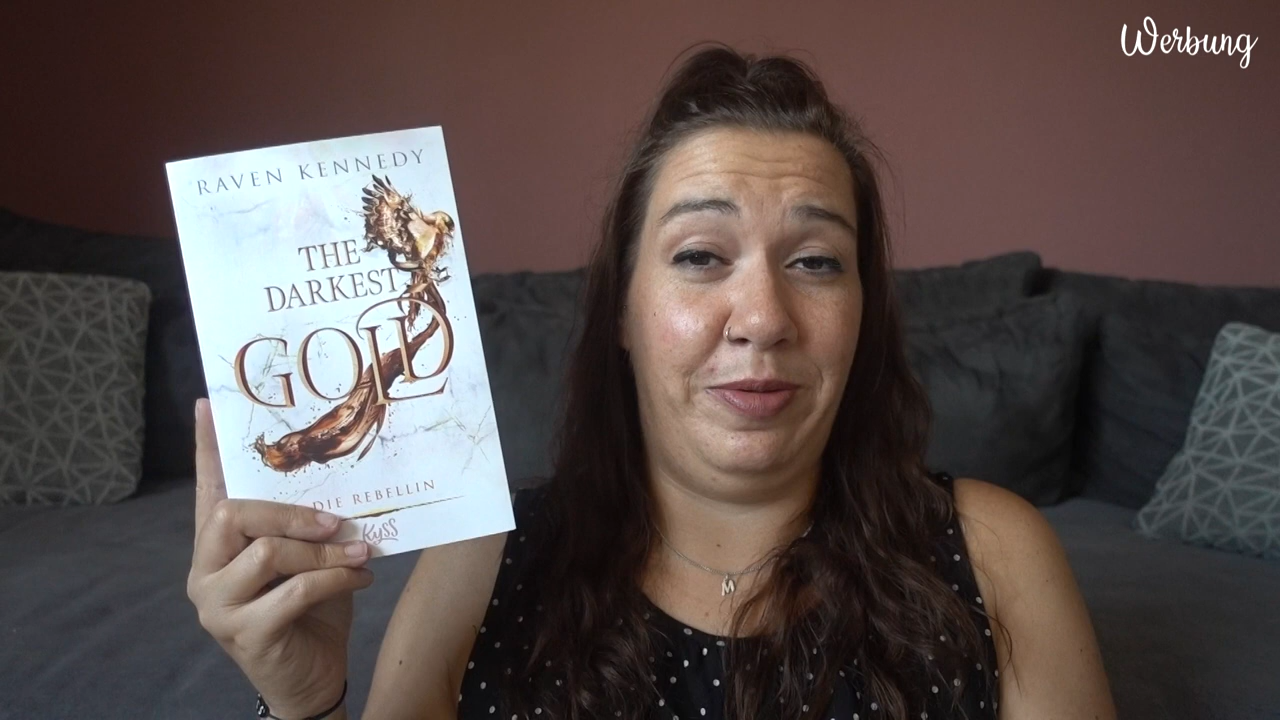 Werbung
RAVEN KENNEDY
THE
DARKEST
GOLD
DIE REBELLIN
KYSS
M